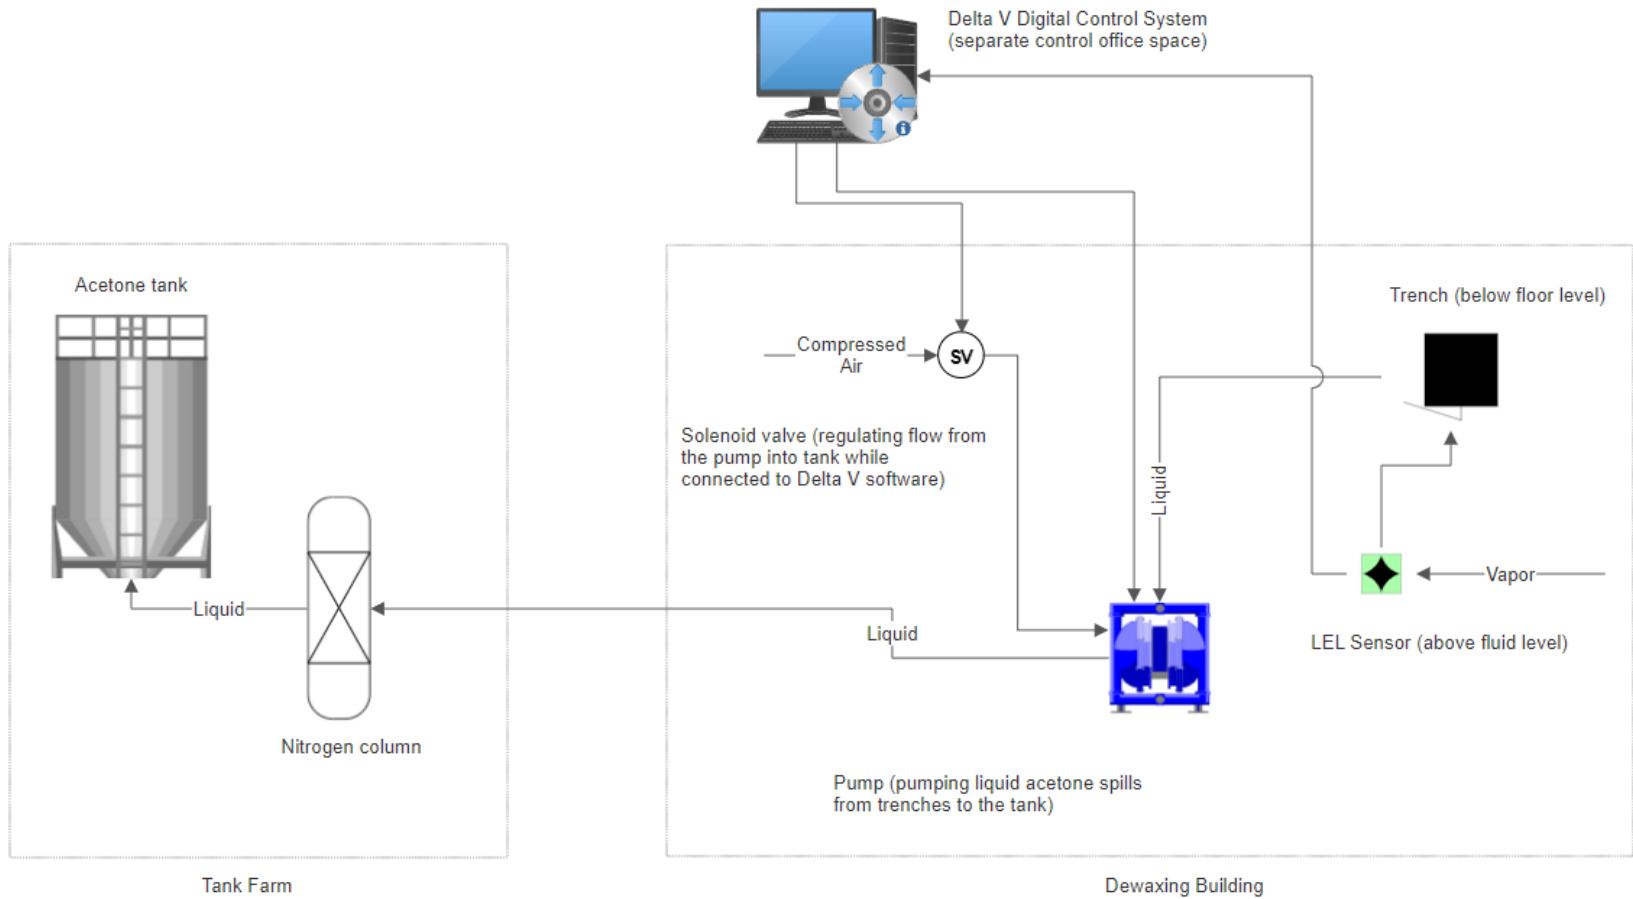 Delta V Digital Control System
(separate control office space)
Acetone tank
Trench (below floor level)
Compressed
Air
SV
Solenoid valve (regulating flow from
the pump into tank while
connected to Delta V software)
Liquid
Vapor
Liquid
Liquid
LEL Sensor (above fluid level)
Nitrogen column
Pump (pumping liquid acetone spills
from trenches to the tank)
Tank Farm
Dewaxing Building